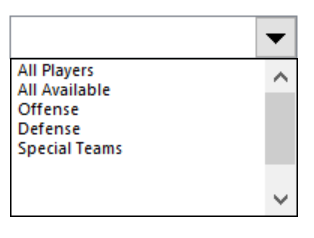 All Players
All Available
Offense
Defense
Special Teams